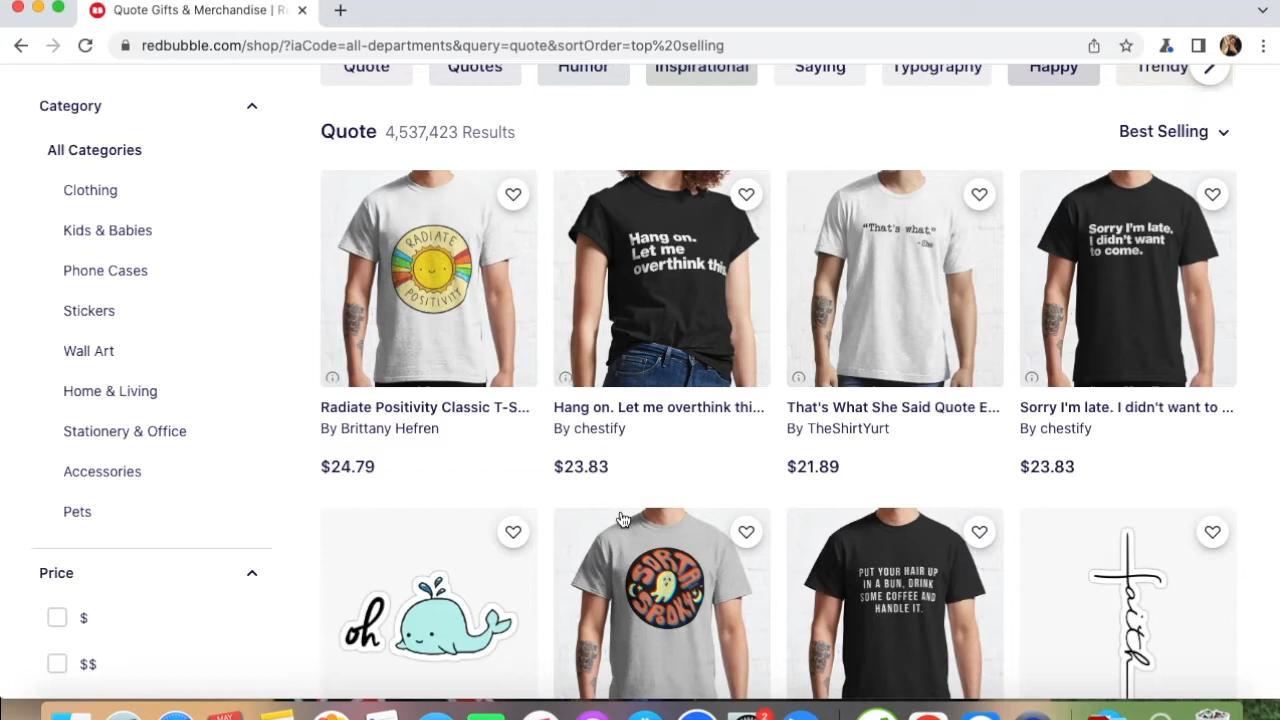 Quote Gifts & Merchandise | R
redbubble.com/shop/?iaCode=all-departments&query=quote&sortOrder=top%20selling
Quote
Quotes
Humor
Inspirational
Saying
Typography
Happy
Trendy
Category
All Categories
Clothing
Kids & Babies
Phone Cases
Stickers
Wall Art
Home & Living
Stationery & Office
Accessories
Pets
Price
$
$$
Quote 4,537,423 Results
Best Selling
RADIATE
POSITIVITY
Hang on.
Let me
overthink this.
"That's what."
- She
Sorry I'm late.
I didn't want
to come.
Radiate Positivity Classic T-S...
By Brittany Hefren
$24.79
Hang on. Let me overthink thi...
By chestify
$23.83
That's What She Said Quote E...
By TheShirtYurt
$21.89
Sorry I'm late. I didn't want to ...
By chestify
$23.83
oh
SORTA
SPOOKY
PUT YOUR HAIR UP
IN A BUN, DRINK
SOME COFFEE AND
HANDLE IT.
faith
MAY
2